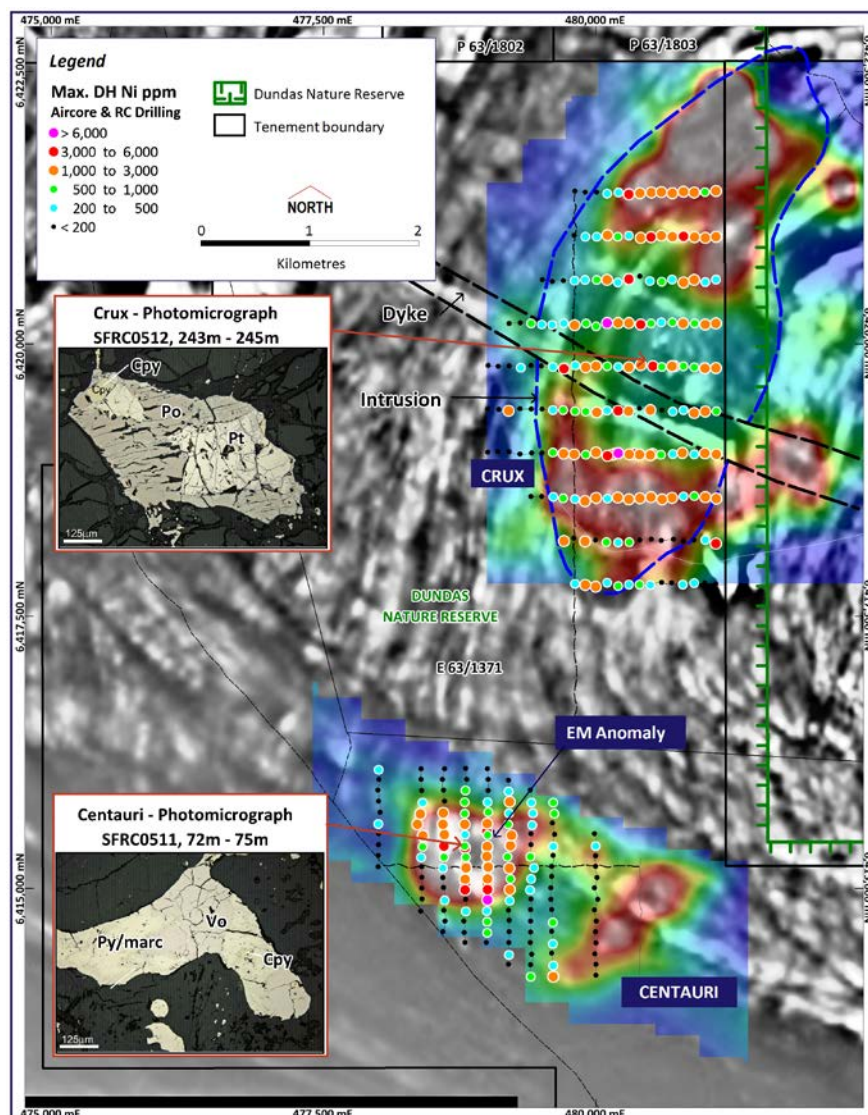 475,000 mE
477,500 mE
480,000 mE
P 63/1802
P 63/1803
6,422,500 mN
Legend
Max. DH Ni ppm
Aircore & RC Drilling
> 6,000
3,000 to 6,000
1,000 to 3,000
500 to 1,000
200 to 500
< 200
Dundas Nature Reserve
Tenement boundary
NORTH
0 1 2
Kilometres
Dyke
Crux - Photomicrograph
SFRC0512, 243m - 245m
Cpy
Cpy
Po
Pt
125µm
6,420,000 mN
Intrusion
CRUX
6,417,500 mN
DUNDAS
NATURE RESERVE
E 63/1371
EM Anomaly
Centauri - Photomicrograph
SFRC0511, 72m - 75m
Vo
Py/marc
Cpy
125µm
6,415,000 mN
CENTAURI
475,000 mE
477,500 mE
480,000 mE